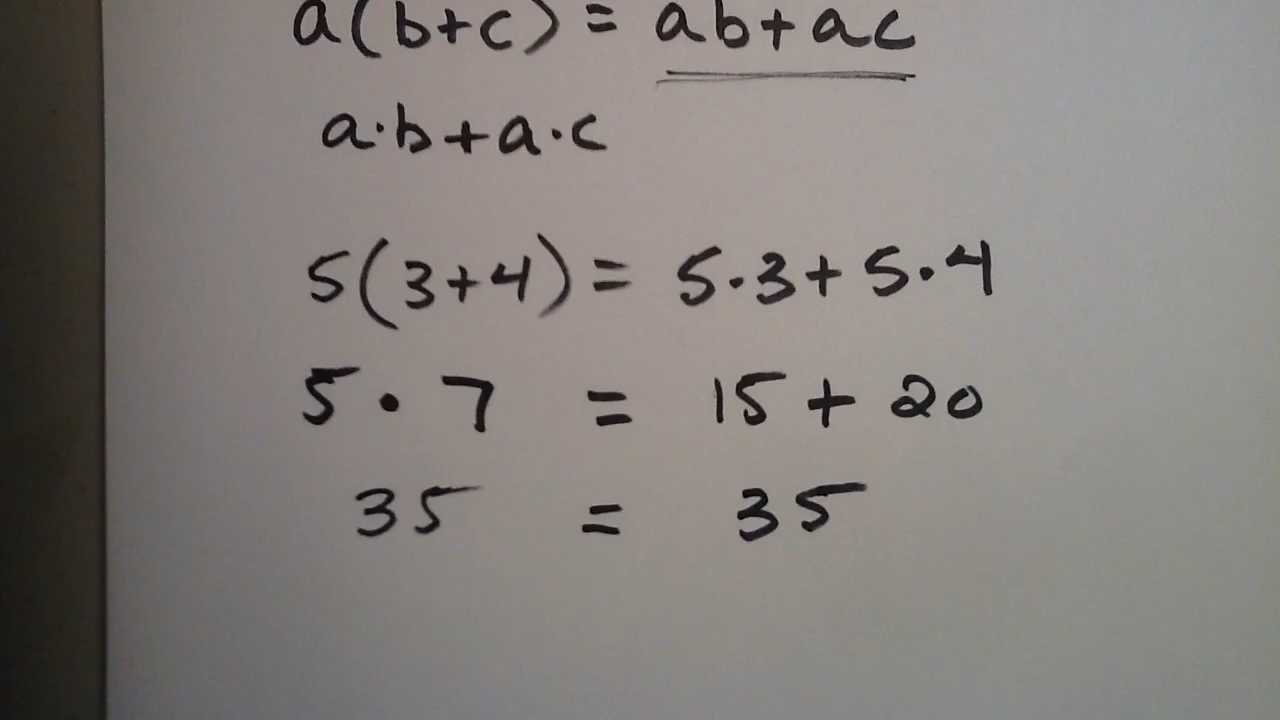 a(b+c) = ab+ac
a·b+a·c
5(3+4) = 5·3+5·4
5·7 = 15+20
35 = 35